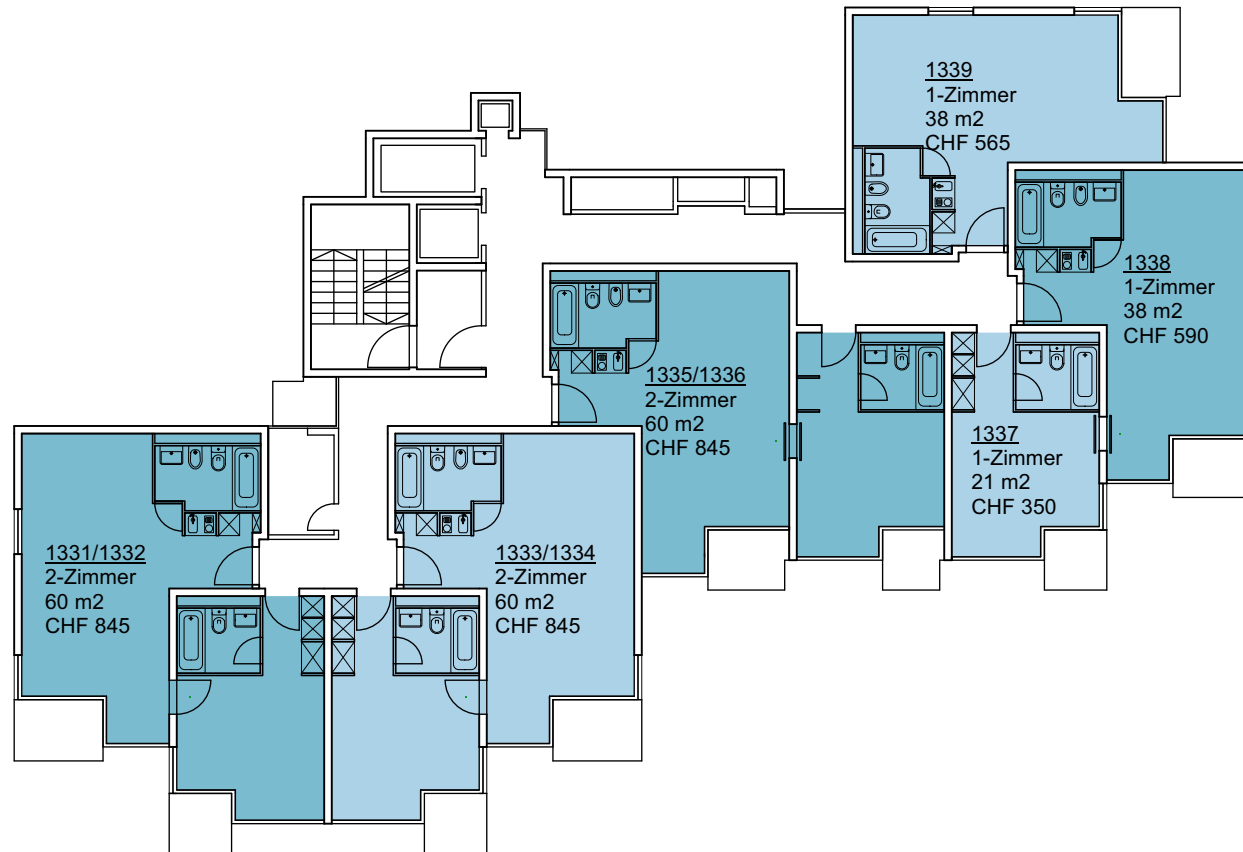 1339
1-Zimmer
38 m2
CHF 565
1338
1-Zimmer
38 m2
CHF 590
1335/1336
2-Zimmer
60 m2
CHF 845
1337
1-Zimmer
21 m2
CHF 350
1331/1332
2-Zimmer
60 m2
CHF 845
1333/1334
2-Zimmer
60 m2
CHF 845